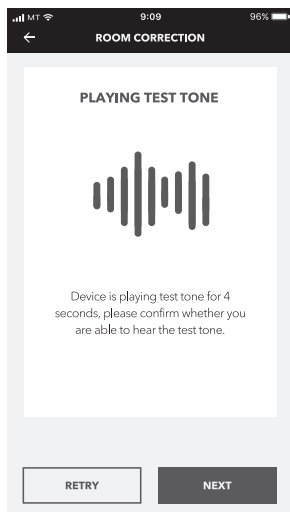 MT 9:09 96%
ROOM CORRECTION
PLAYING TEST TONE
Device is playing test tone for 4
seconds, please confirm whether you
are able to hear the test tone.
RETRY NEXT